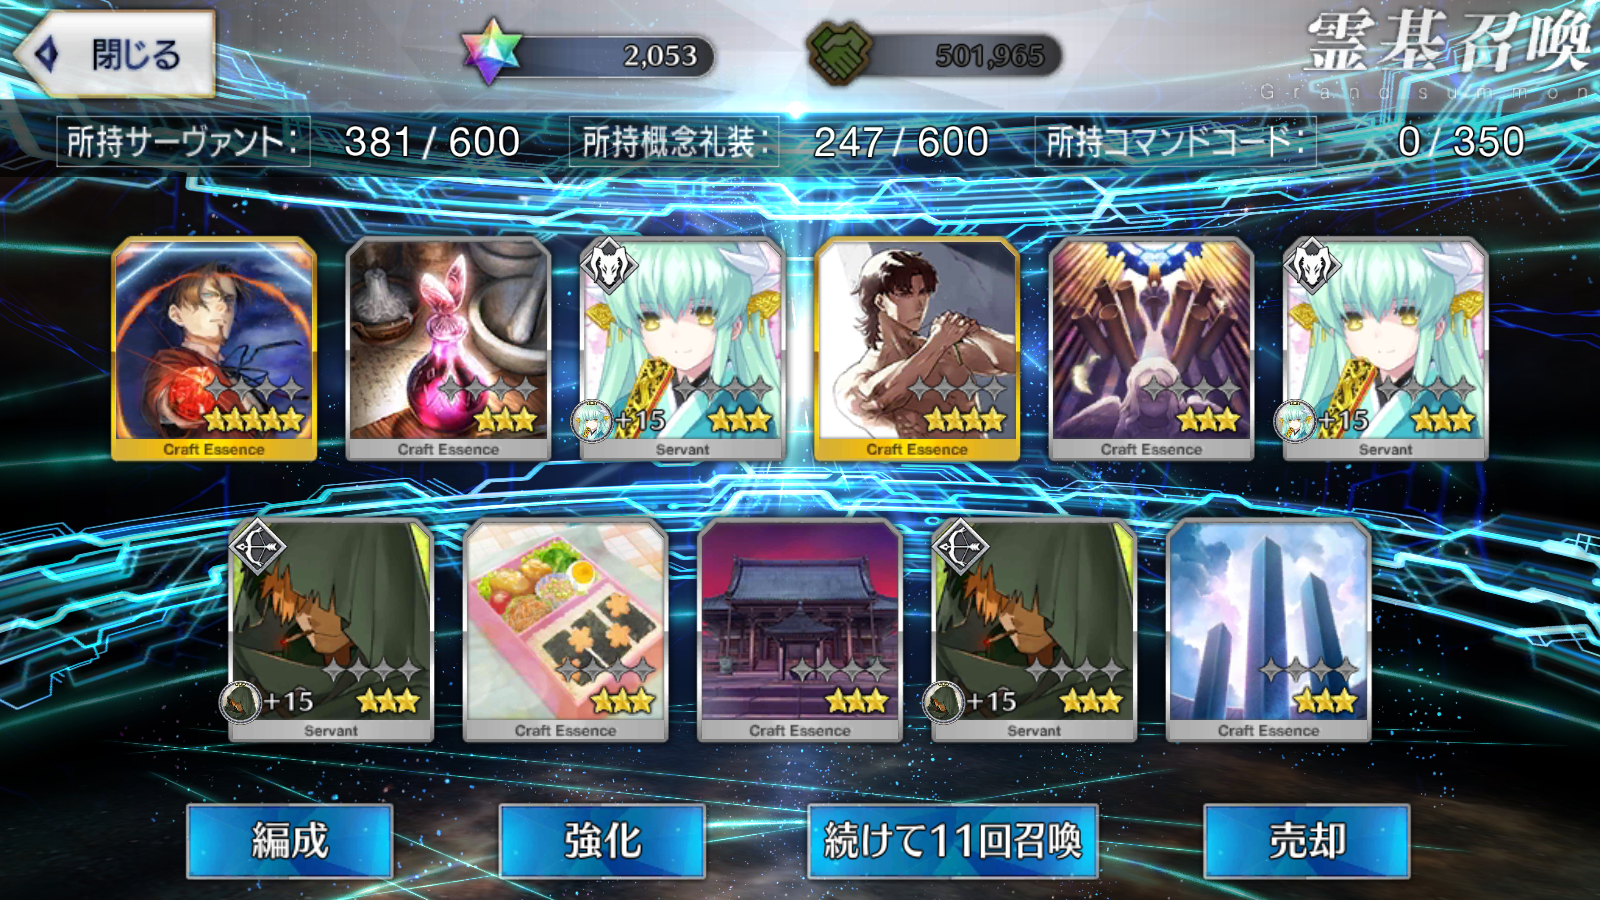 閉じる
2,053
501,965
霊基召喚
Grand summon
所持サーヴァント: 381 / 600
所持概念礼装: 247 / 600
所持コマンドコード: 0 / 350
Craft Essence
Craft Essence
+15
Servant
Craft Essence
Craft Essence
+15
Servant
+15
Servant
Craft Essence
Craft Essence
+15
Servant
Craft Essence
編成
強化
続けて11回召喚
売却